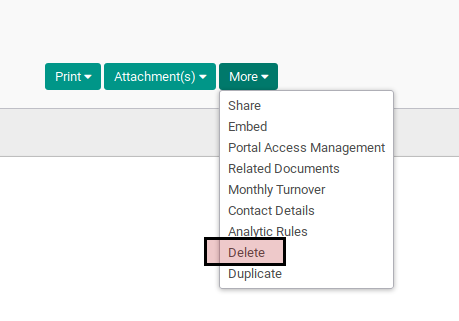 Print Attachment(s) More
Share
Embed
Portal Access Management
Related Documents
Monthly Turnover
Contact Details
Analytic Rules
Delete
Duplicate